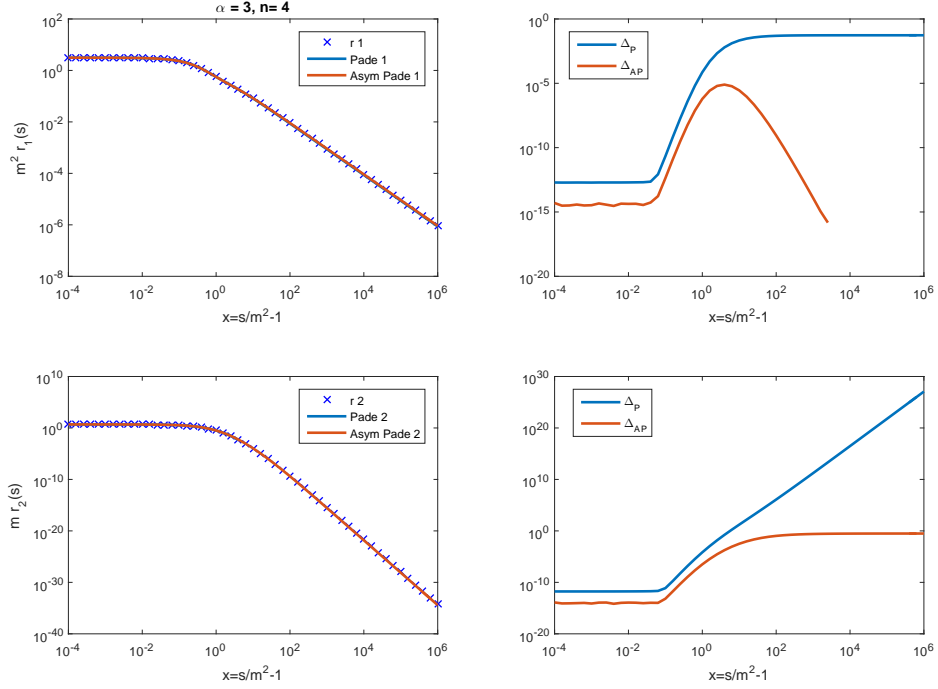 α = 3, n= 4
10^2
10^0
10^-2
10^-4
10^-6
10^-8
m^2 r_1(s)
r 1
Pade 1
Asym Pade 1
10^-4
10^-2
10^0
10^2
10^4
10^6
x=s/m^2-1
10^0
10^-5
10^-10
10^-15
10^-20
Δ_P
Δ_AP
10^-4
10^-2
10^0
10^2
10^4
10^6
x=s/m^2-1
10^10
10^0
10^-10
10^-20
10^-30
10^-40
m r_2(s)
r 2
Pade 2
Asym Pade 2
10^-4
10^-2
10^0
10^2
10^4
10^6
x=s/m^2-1
10^30
10^20
10^10
10^0
10^-10
10^-20
Δ_P
Δ_AP
10^-4
10^-2
10^0
10^2
10^4
10^6
x=s/m^2-1